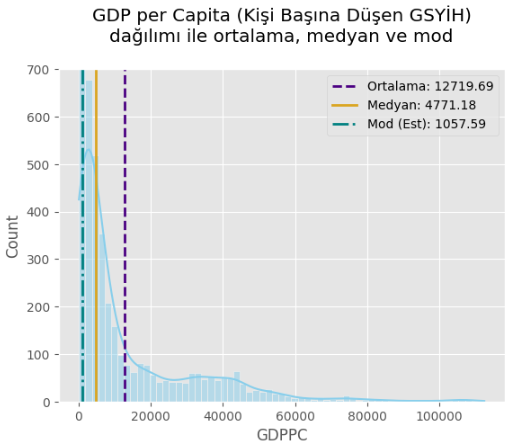 GDP per Capita (Kişi Başına Düşen GSYİH)
dağılımı ile ortalama, medyan ve mod
Ortalama: 12719.69
Medyan: 4771.18
Mod (Est): 1057.59
700
600
500
400
300
200
100
0
Count
0 20000 40000 60000 80000 100000
GDPPC